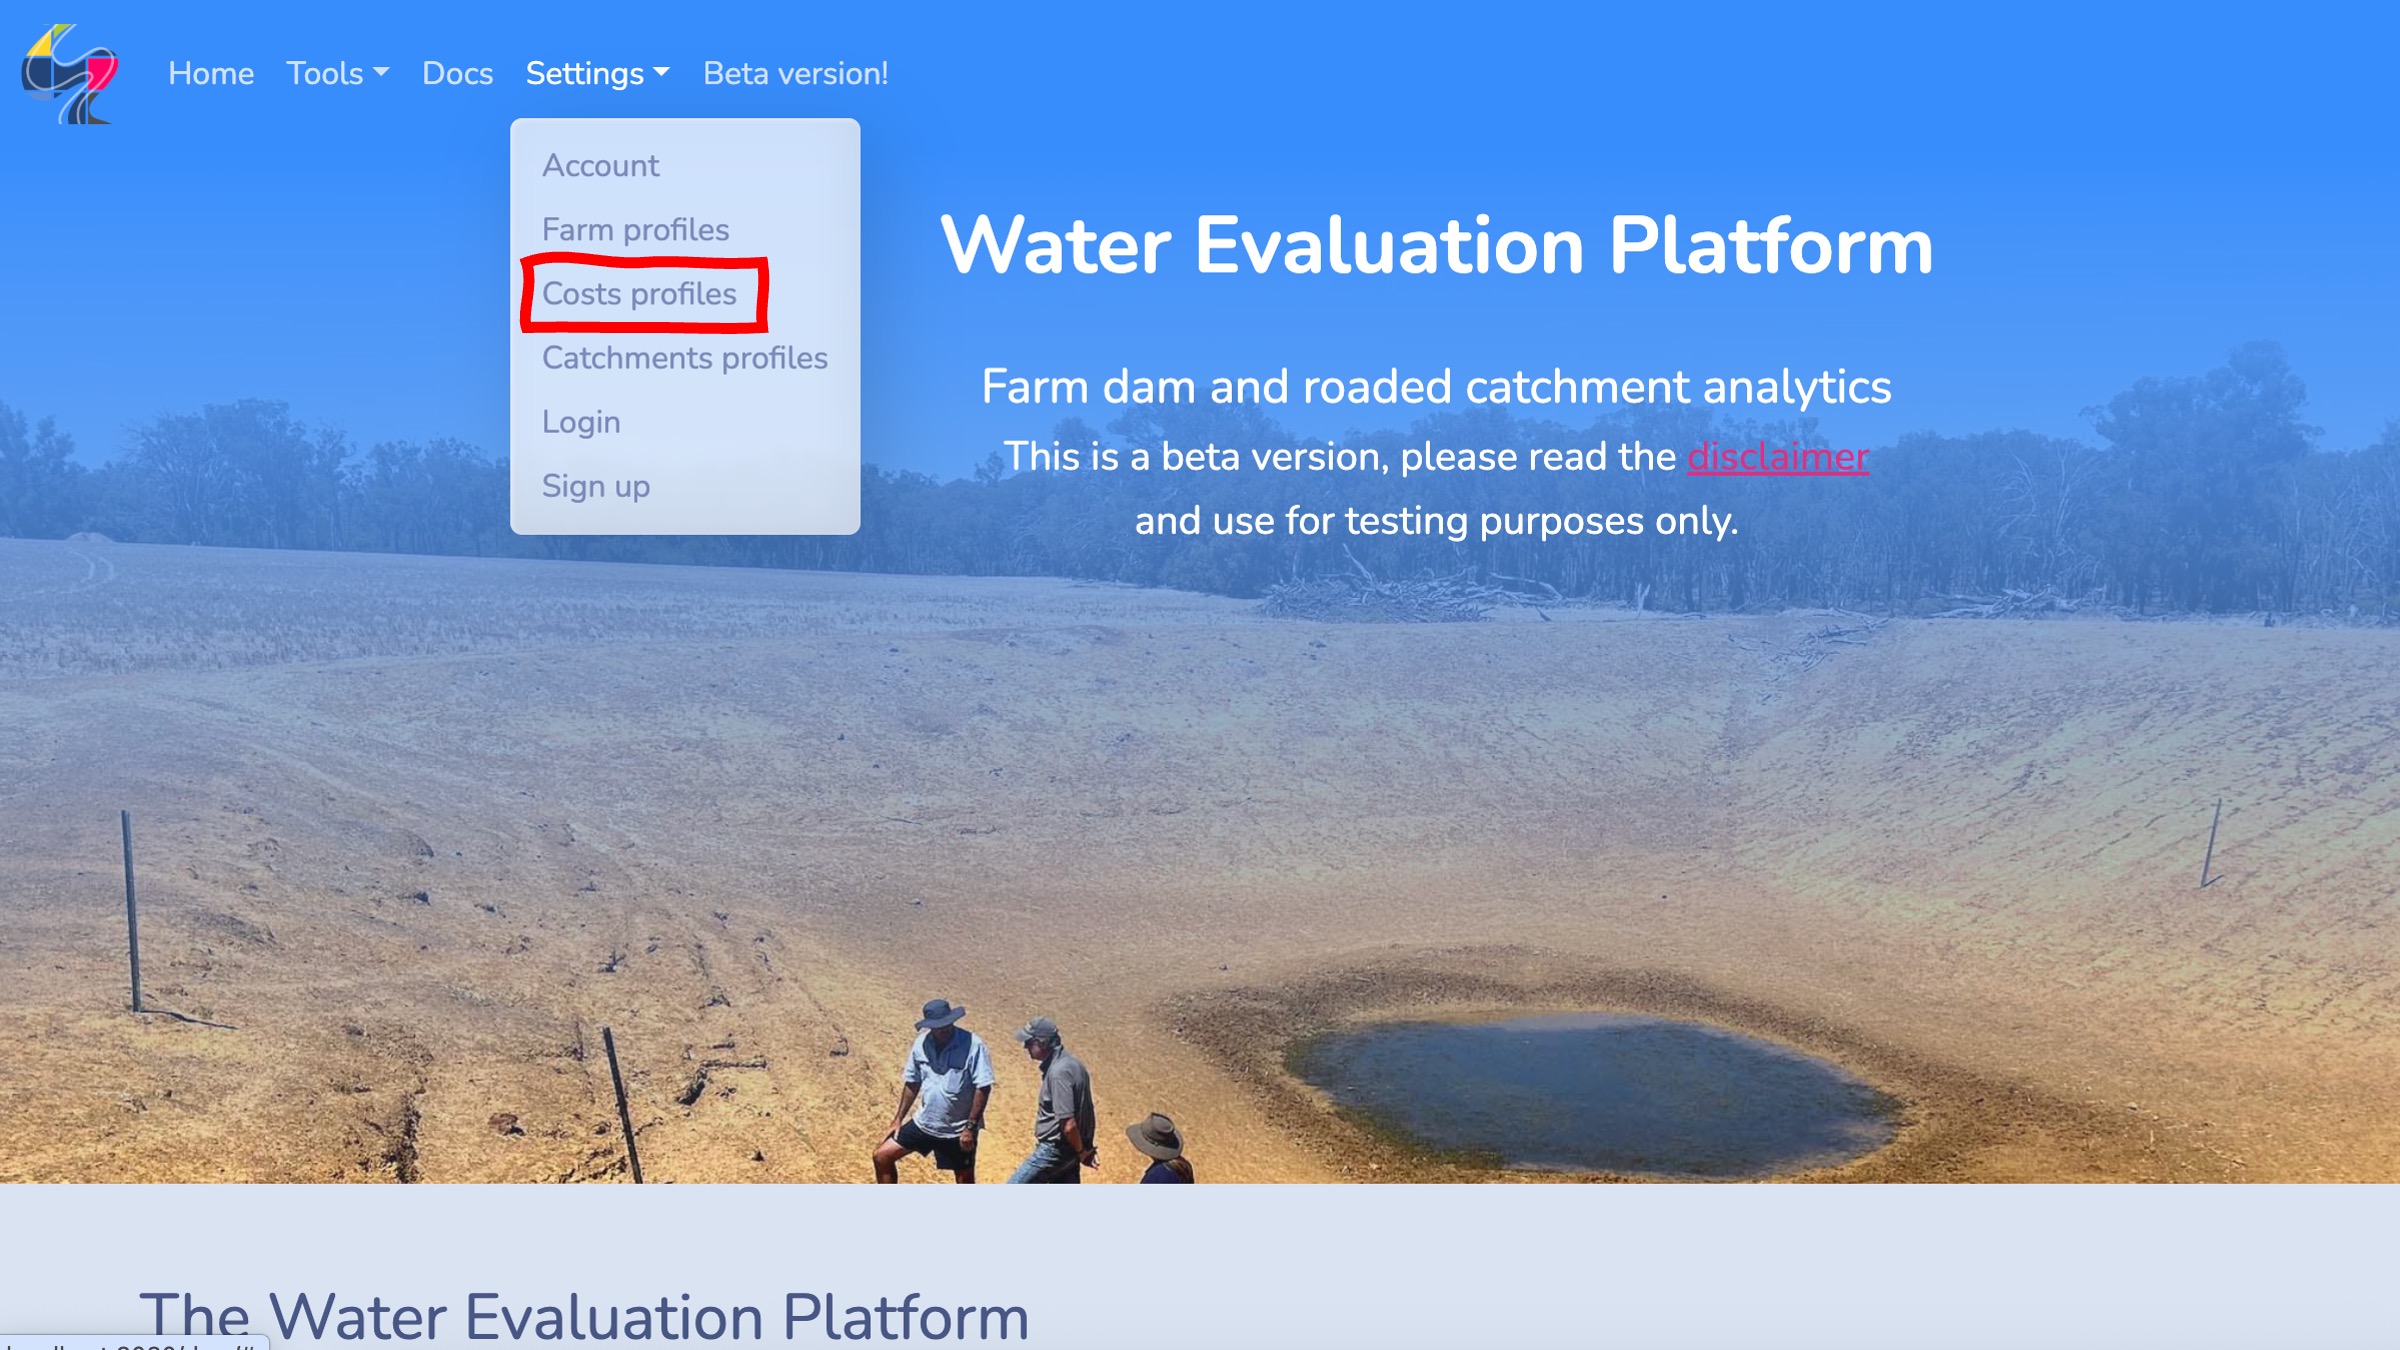 Home Tools Docs Settings Beta version!
Account
Farm profiles
Costs profiles
Catchments profiles
Login
Sign up
Water Evaluation Platform
Farm dam and roaded catchment analytics
This is a beta version, please read the disclaimer
and use for testing purposes only.
The Water Evaluation Platform